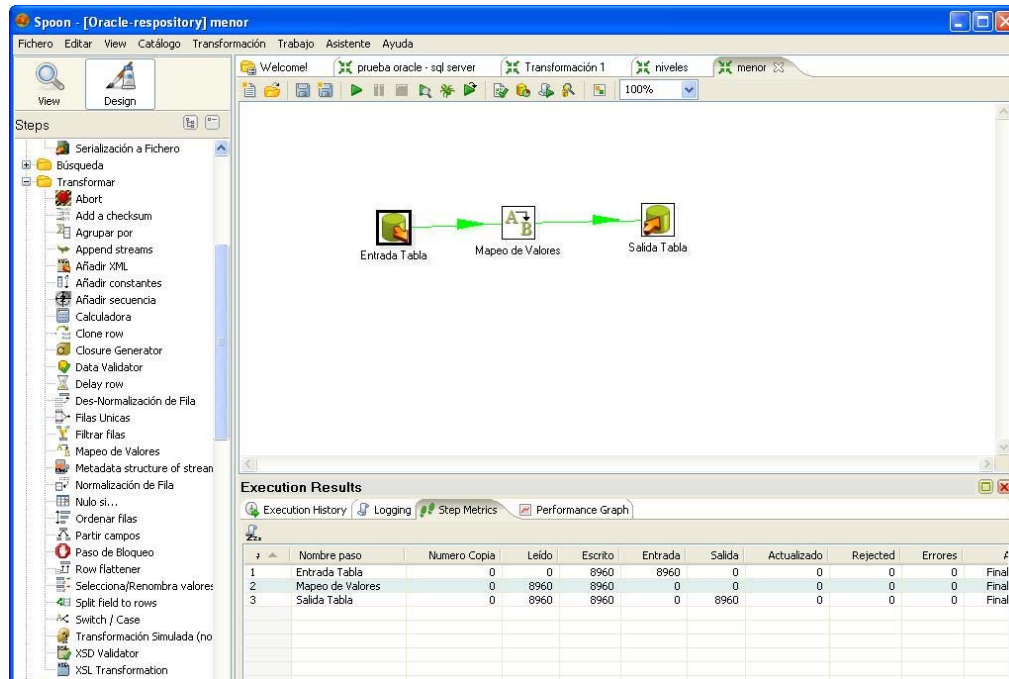 Spoon - [Oracle-respository] menor
Fichero Editar View Catálogo Transformación Trabajo Asistente Ayuda
View
Design
Welcome!
prueba oracle - sql server
Transformación 1
niveles
menor
100%
Steps
Serialización a Fichero
Búsqueda
Transformar
Abort
Add a checksum
Agrupar por
Append streams
Añadir XML
Añadir constantes
Añadir secuencia
Calculadora
Clone row
Closure Generator
Data Validator
Delay row
Des-Normalización de Fila
Filas Unicas
Filtrar filas
Mapeo de Valores
Metadata structure of strean
Normalización de Fila
Nulo si...
Ordenar filas
Partir campos
Paso de Bloqueo
Row flattener
Selecciona/Renombra valores
Split field to rows
Switch / Case
Transformación Simulada (no
XSD Validator
XSL Transformation
Entrada Tabla
Mapeo de Valores
Salida Tabla
Execution Results
Execution History
Logging
Step Metrics
Performance Graph
Nombre paso Numero Copia Leído Escrito Entrada Salida Actualizado Rejected Errores
1 Entrada Tabla 0 0 8960 8960 0 0 0 0 Final
2 Mapeo de Valores 0 8960 8960 0 0 0 0 0 Final
3 Salida Tabla 0 8960 8960 0 8960 0 0 0 Final